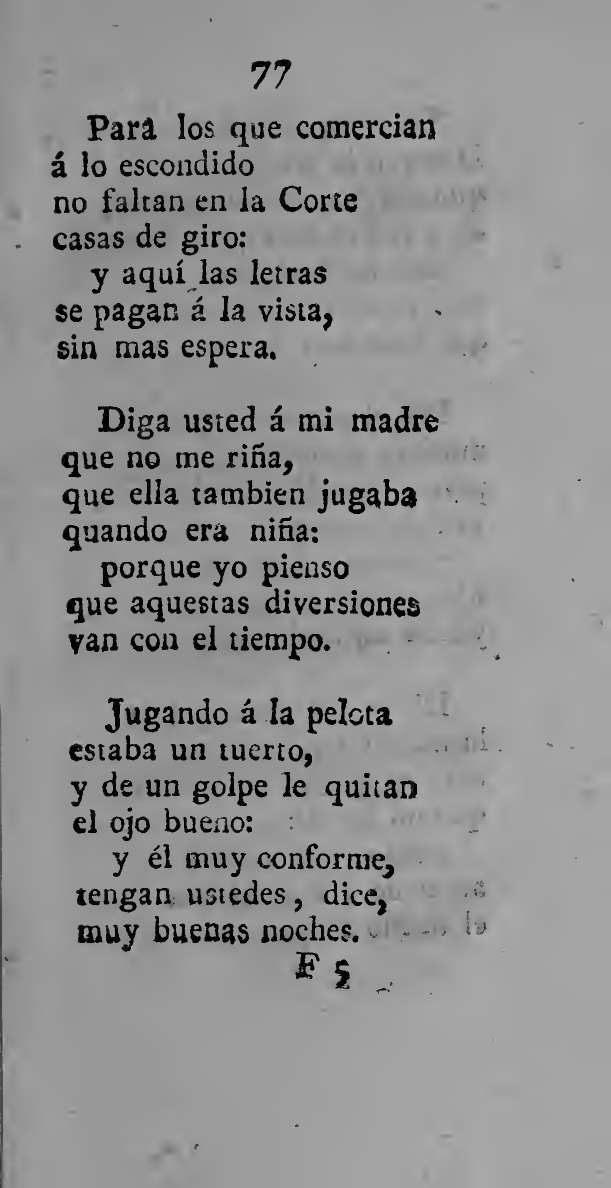 77
Para los que comercian
á lo escondido
no faltan en la Corte
casas de giro:
y aquí las letras
se pagan á la vista,
sin mas espera.
Diga usted á mi madre
que no me riña,
que ella tambien jugaba
quando era niña:
porque yo pienso
que aquestas diversiones
van con el tiempo.
Jugando á la pelota
estaba un tuerto,
y de un golpe le quitan
el ojo bueno:
y él muy conforme,
tengan ustedes, dice,
muy buenas noches.
F 5